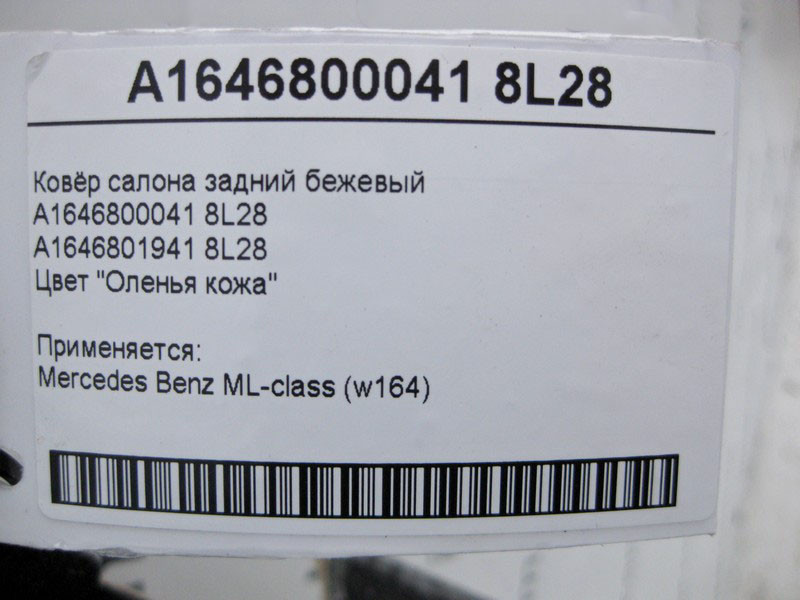 A1646800041 8L28
Ковёр салона задний бежевый
A1646800041 8L28
A1646801941 8L28
Цвет "Оленья кожа"
Применяется:
Mercedes Benz ML-class (w164)